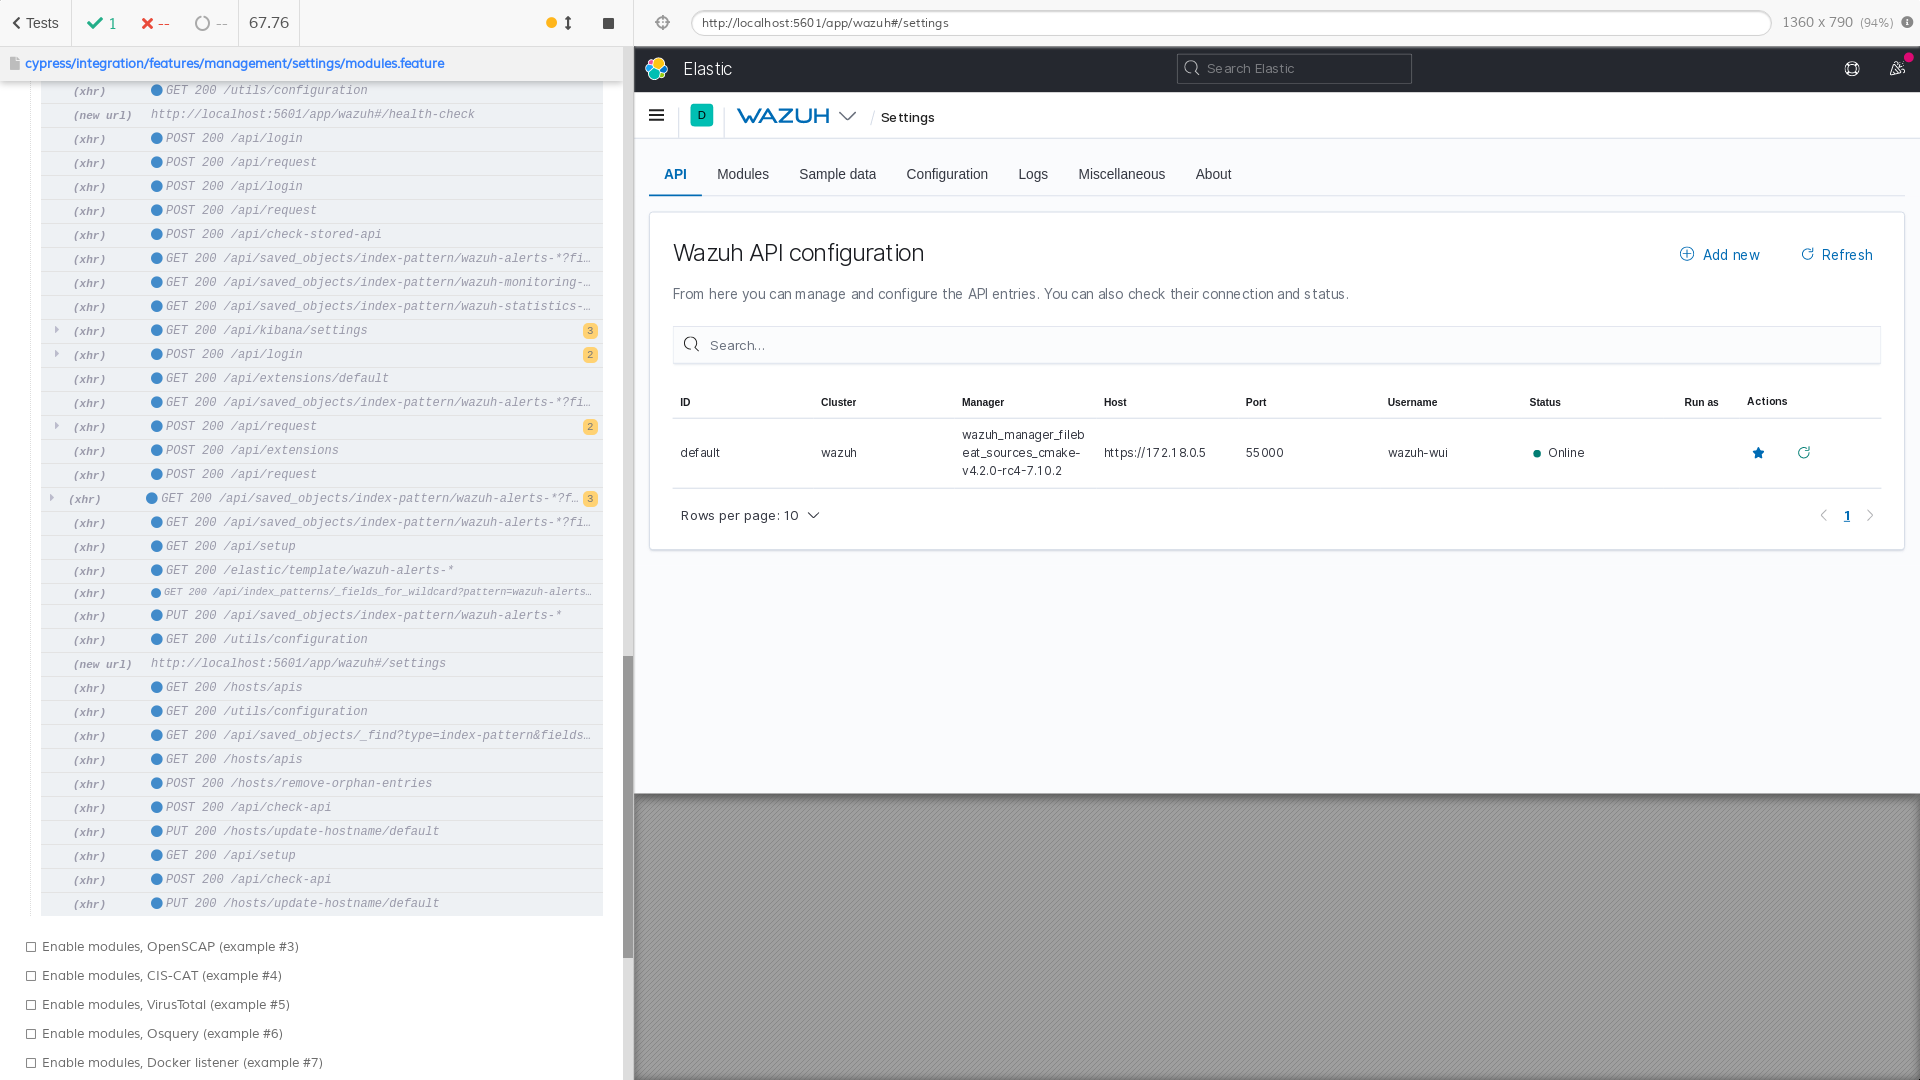 Tests
1
--
--
67.76
cypress/integration/features/management/settings/modules.feature
(xhr) GET 200 /utils/configuration
(new url) http://localhost:5601/app/wazuh#/health-check
(xhr) POST 200 /api/login
(xhr) POST 200 /api/request
(xhr) POST 200 /api/login
(xhr) POST 200 /api/request
(xhr) POST 200 /api/check-stored-api
(xhr) GET 200 /api/saved_objects/index-pattern/wazuh-alerts-*?fi…
(xhr) GET 200 /api/saved_objects/index-pattern/wazuh-monitoring-…
(xhr) GET 200 /api/saved_objects/index-pattern/wazuh-statistics-…
(xhr) GET 200 /api/kibana/settings 3
(xhr) POST 200 /api/login 2
(xhr) GET 200 /api/extensions/default
(xhr) GET 200 /api/saved_objects/index-pattern/wazuh-alerts-*?fi…
(xhr) POST 200 /api/request 2
(xhr) POST 200 /api/extensions
(xhr) POST 200 /api/request
(xhr) GET 200 /api/saved_objects/index-pattern/wazuh-alerts-*?f… 3
(xhr) GET 200 /api/saved_objects/index-pattern/wazuh-alerts-*?fi…
(xhr) GET 200 /api/setup
(xhr) GET 200 /elastic/template/wazuh-alerts-*
(xhr) GET 200 /api/index_patterns/_fields_for_wildcard?pattern=wazuh-alerts…
(xhr) PUT 200 /api/saved_objects/index-pattern/wazuh-alerts-*
(xhr) GET 200 /utils/configuration
(new url) http://localhost:5601/app/wazuh#/settings
(xhr) GET 200 /hosts/apis
(xhr) GET 200 /utils/configuration
(xhr) GET 200 /api/saved_objects/_find?type=index-pattern&fields…
(xhr) GET 200 /hosts/apis
(xhr) POST 200 /hosts/remove-orphan-entries
(xhr) POST 200 /api/check-api
(xhr) PUT 200 /hosts/update-hostname/default
(xhr) GET 200 /api/setup
(xhr) POST 200 /api/check-api
(xhr) PUT 200 /hosts/update-hostname/default
Enable modules, OpenSCAP (example #3)
Enable modules, CIS-CAT (example #4)
Enable modules, VirusTotal (example #5)
Enable modules, Osquery (example #6)
Enable modules, Docker listener (example #7)
http://localhost:5601/app/wazuh#/settings
1360 x 790 (94%)
Elastic
Search Elastic
D
WAZUH
/ Settings
API Modules Sample data Configuration Logs Miscellaneous About
Wazuh API configuration
Add new
Refresh
From here you can manage and configure the API entries. You can also check their connection and status.
Search...
ID Cluster Manager Host Port Username Status Run as Actions
default wazuh wazuh_manager_fileb
eat_sources_cmake-
v4.2.0-rc4-7.10.2 https://172.18.0.5 55000 wazuh-wui Online
Rows per page: 10
1